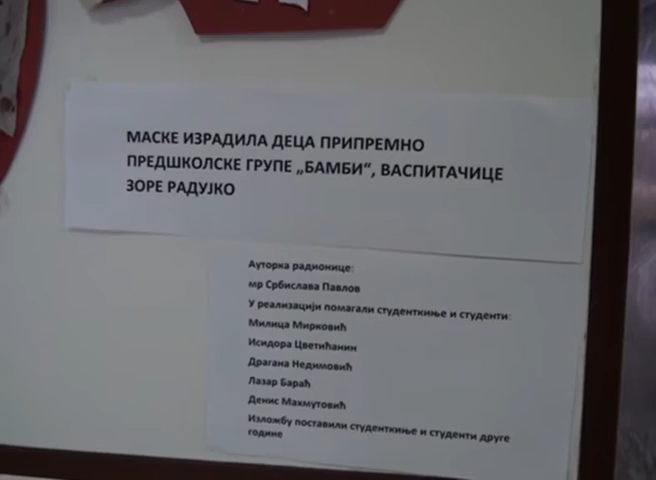 МАСКЕ ИЗРАДИЛА ДЕЦА ПРИПРЕМНО
ПРЕДШКОЛСКЕ ГРУПЕ „БАМБИ“, ВАСПИТАЧИЦЕ
ЗОРЕ РАДУЈКО
Ауторка радионице:
мр Србислава Павлов
У реализацији помагали студенткиње и студенти:
Милица Мирковић
Исидора Цветићанин
Драгана Недимовић
Лазар Бараћ
Денис Махмутовић
Изложбу поставили студенткиње и студенти друге
године